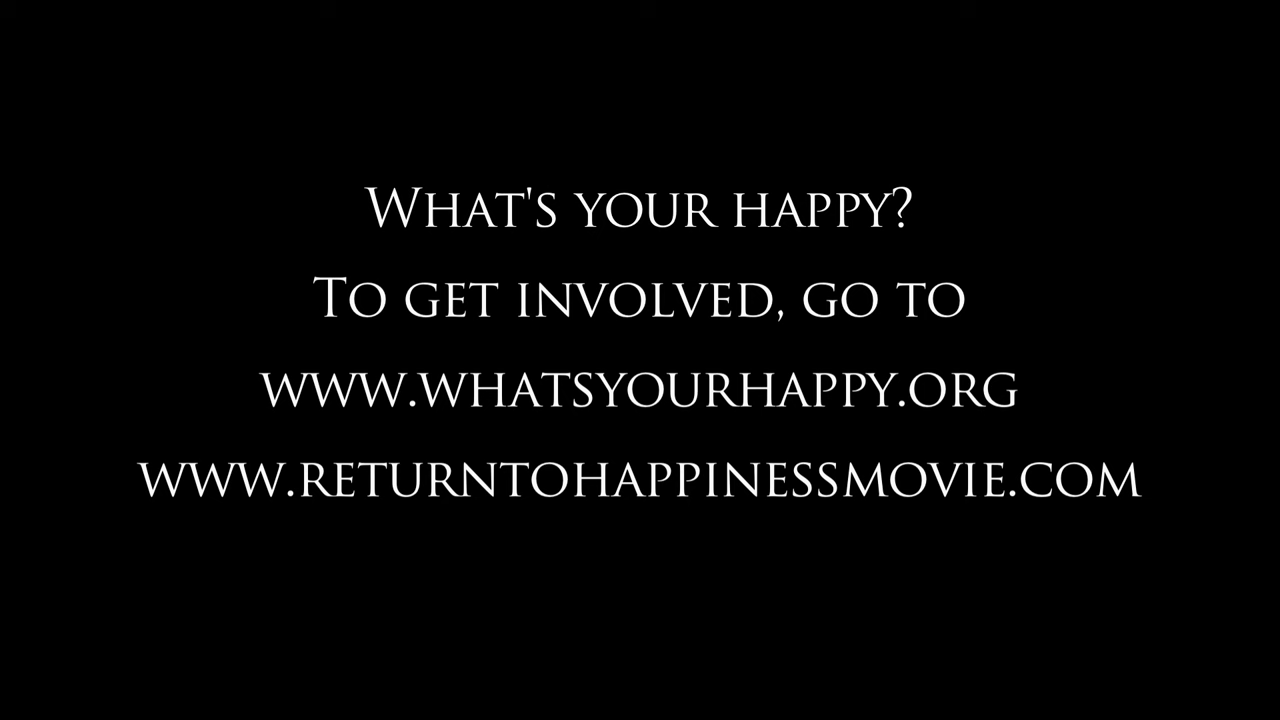 What's your happy?
To get involved, go to
www.whatsyourhappy.org
www.returntohappinessmovie.com